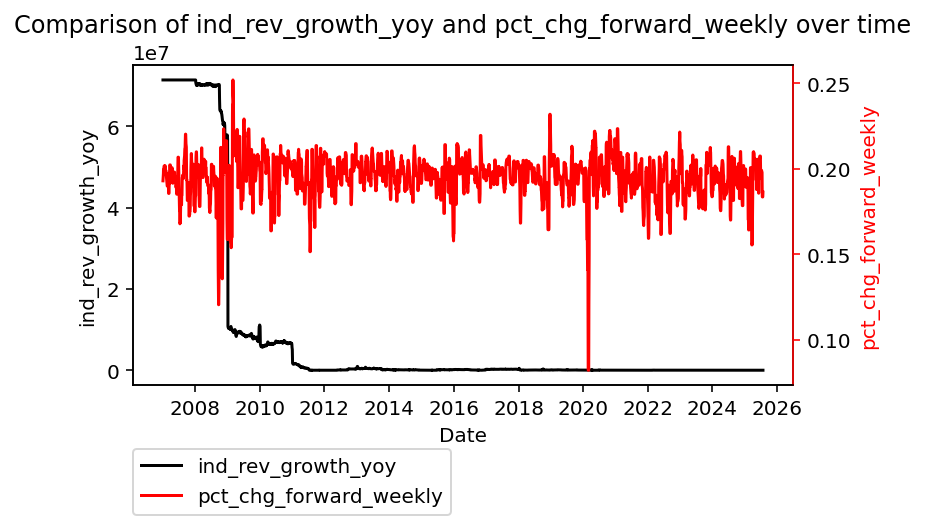 Comparison of ind_rev_growth_yoy and pct_chg_forward_weekly over time
1e7
6
4
2
0
ind_rev_growth_yoy
0.25
0.20
0.15
0.10
pct_chg_forward_weekly
2008 2010 2012 2014 2016 2018 2020 2022 2024 2026
Date
ind_rev_growth_yoy
pct_chg_forward_weekly